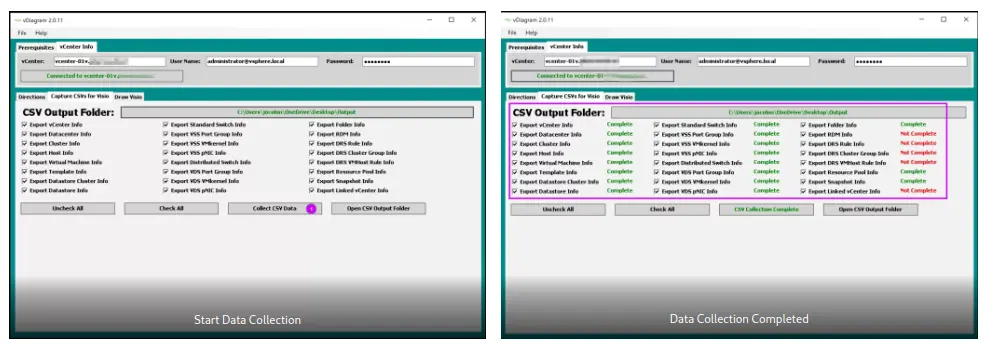 vDiagram 2.0.11
File Help
Prerequisites vCenter Info
vCenter: vcenter-01v. User Name: administrator@vsphere.local Password: ••••••••
Connected to vcenter-01v.
Directions Capture CSVs for Visio Draw Visio
CSV Output Folder: C:\Users\jacobus\OneDrive\Desktop\Output
Export vCenter Info Export Standard Switch Info Export Folder Info
Export Datacenter Info Export VSS Port Group Info Export RDM Info
Export Cluster Info Export VSS VMkernel Info Export DRS Rule Info
Export Host Info Export VSS pNIC Info Export DRS Cluster Group Info
Export Virtual Machine Info Export Distributed Switch Info Export DRS VMHost Rule Info
Export Template Info Export VDS Port Group Info Export Resource Pool Info
Export Datastore Cluster Info Export VDS VMkernel Info Export Snapshot Info
Export Datastore Info Export VDS pNIC Info Export Linked vCenter Info
Uncheck All Check All Collect CSV Data Open CSV Output Folder
Start Data Collection
vDiagram 2.0.11
File Help
Prerequisites vCenter Info
vCenter: vcenter-01v. User Name: administrator@vsphere.local Password: ••••••••
Connected to vcenter-01
Directions Capture CSVs for Visio Draw Visio
CSV Output Folder: C:\Users\jacobus\OneDrive\Desktop\Output
Export vCenter Info Complete Export Standard Switch Info Complete Export Folder Info Complete
Export Datacenter Info Complete Export VSS Port Group Info Complete Export RDM Info Not Complete
Export Cluster Info Complete Export VSS VMkernel Info Complete Export DRS Rule Info Not Complete
Export Host Info Complete Export VSS pNIC Info Complete Export DRS Cluster Group Info Not Complete
Export Virtual Machine Info Complete Export Distributed Switch Info Complete Export DRS VMHost Rule Info Not Complete
Export Template Info Complete Export VDS Port Group Info Complete Export Resource Pool Info Complete
Export Datastore Cluster Info Complete Export VDS VMkernel Info Complete Export Snapshot Info Complete
Export Datastore Info Complete Export VDS pNIC Info Complete Export Linked vCenter Info Not Complete
Uncheck All Check All CSV Collection Complete Open CSV Output Folder
Data Collection Completed